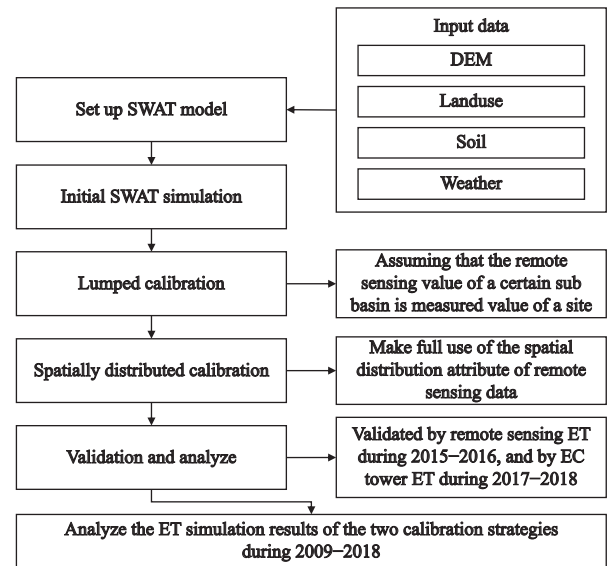 Input data
DEM
Landuse
Soil
Weather
Set up SWAT model
Initial SWAT simulation
Lumped calibration
Assuming that the remote
sensing value of a certain sub
basin is measured value of a site
Spatially distributed calibration
Make full use of the spatial
distribution attribute of remote
sensing data
Validation and analyze
Validated by remote sensing ET
during 2015−2016, and by EC
tower ET during 2017−2018
Analyze the ET simulation results of the two calibration strategies
during 2009−2018